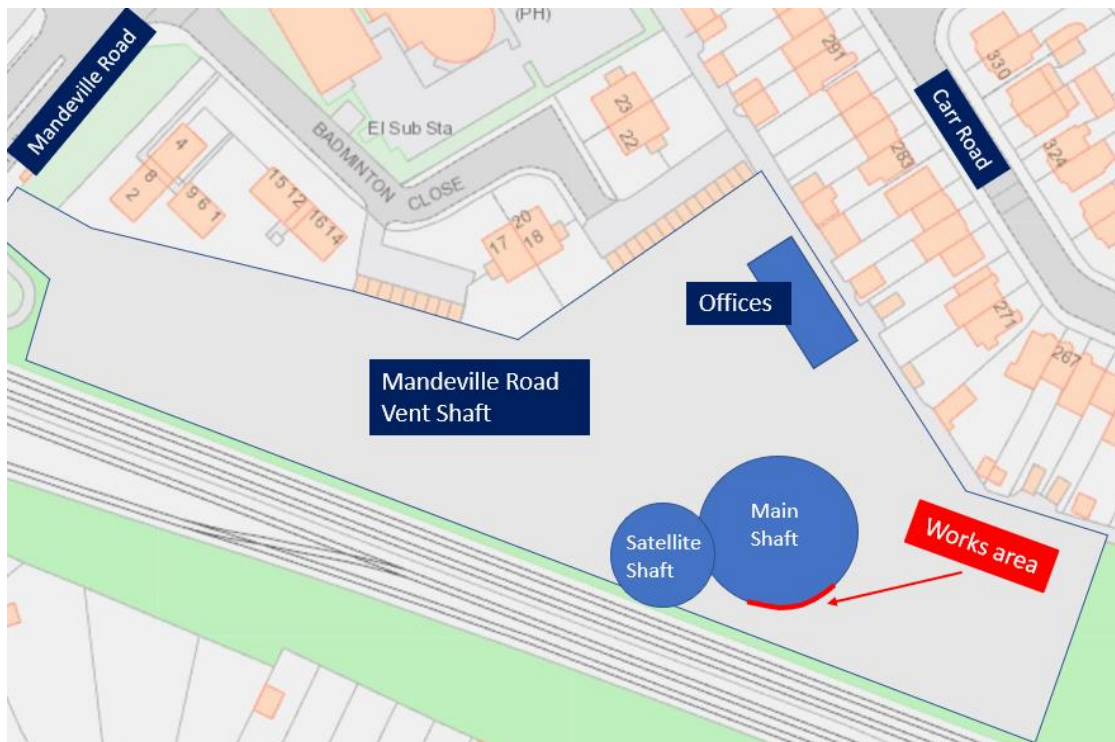 (PH)
Mandeville Road
El Sub Sta
BADMINTON
CLOSE
4
8
2
9 6 1
15 12
16 14
17
20
18
23
22
291
283
271
267
330
324
Carr Road
Offices
Mandeville Road
Vent Shaft
Satellite
Shaft
Main
Shaft
Works area